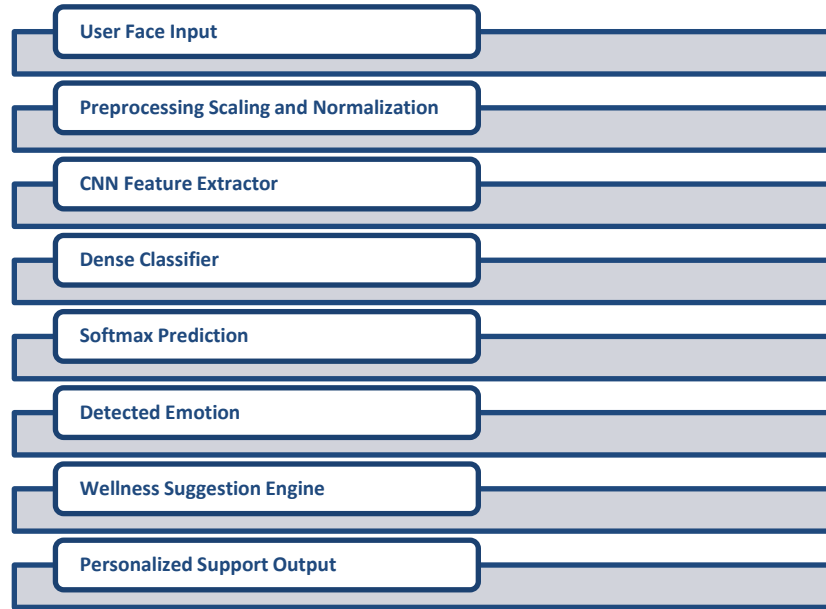 User Face Input
Preprocessing Scaling and Normalization
CNN Feature Extractor
Dense Classifier
Softmax Prediction
Detected Emotion
Wellness Suggestion Engine
Personalized Support Output